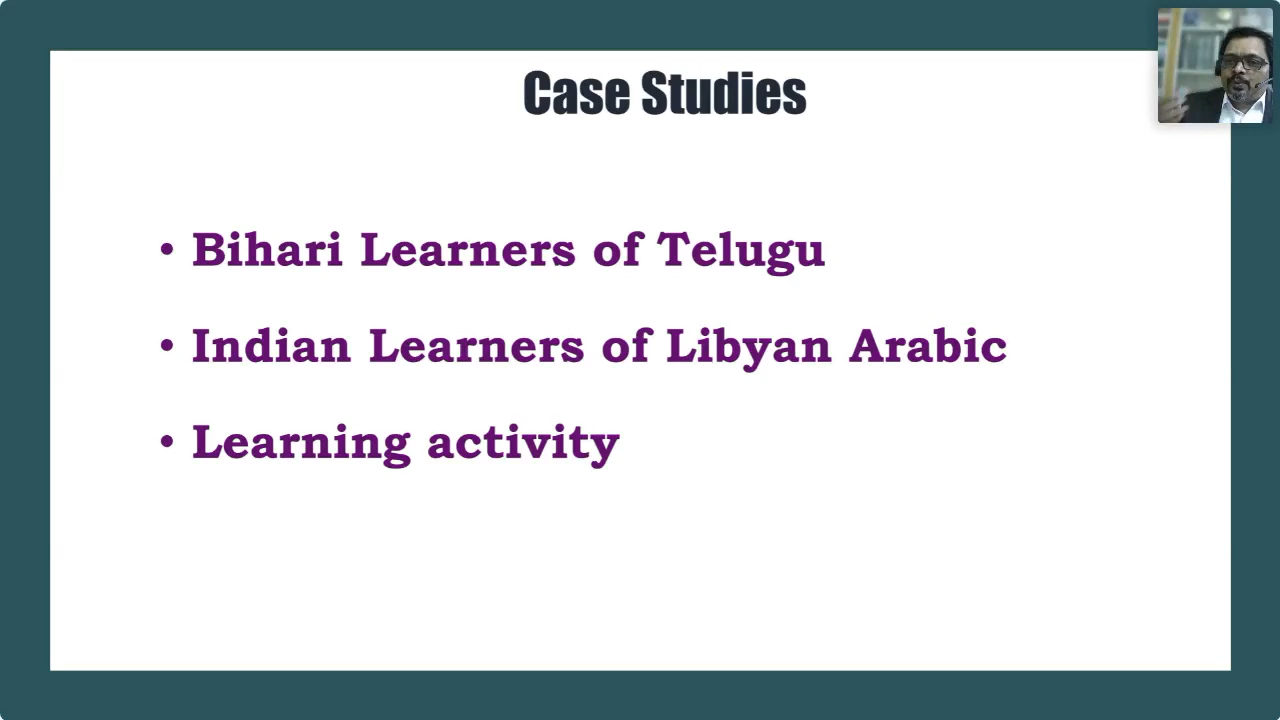 Case Studies
• Bihari Learners of Telugu
• Indian Learners of Libyan Arabic
• Learning activity